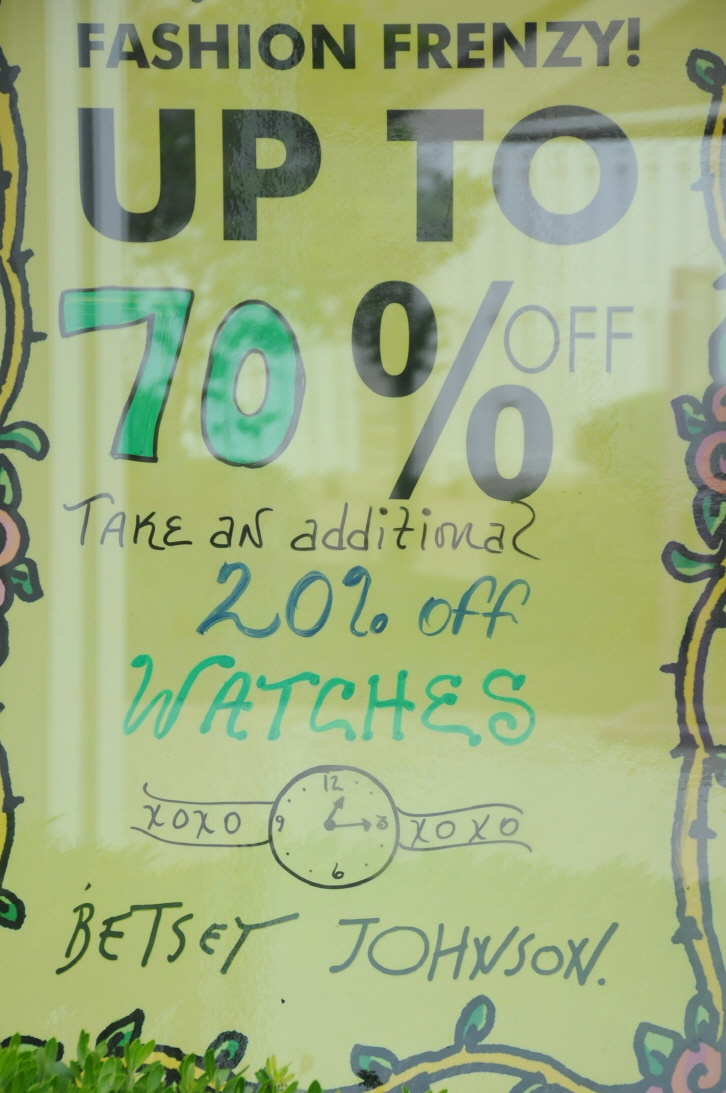 FASHION FRENZY!
UP TO
70% OFF
TAKE aN additional
20% off
WATCHES
12
XOXO 9 3 XOXO
6
BETSEY JOHNSON.